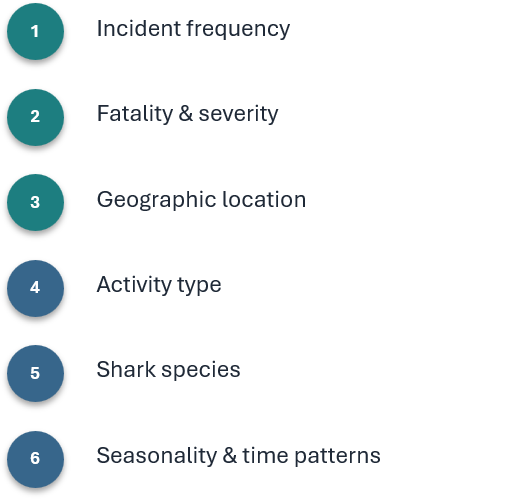 1 Incident frequency
2 Fatality & severity
3 Geographic location
4 Activity type
5 Shark species
6 Seasonality & time patterns